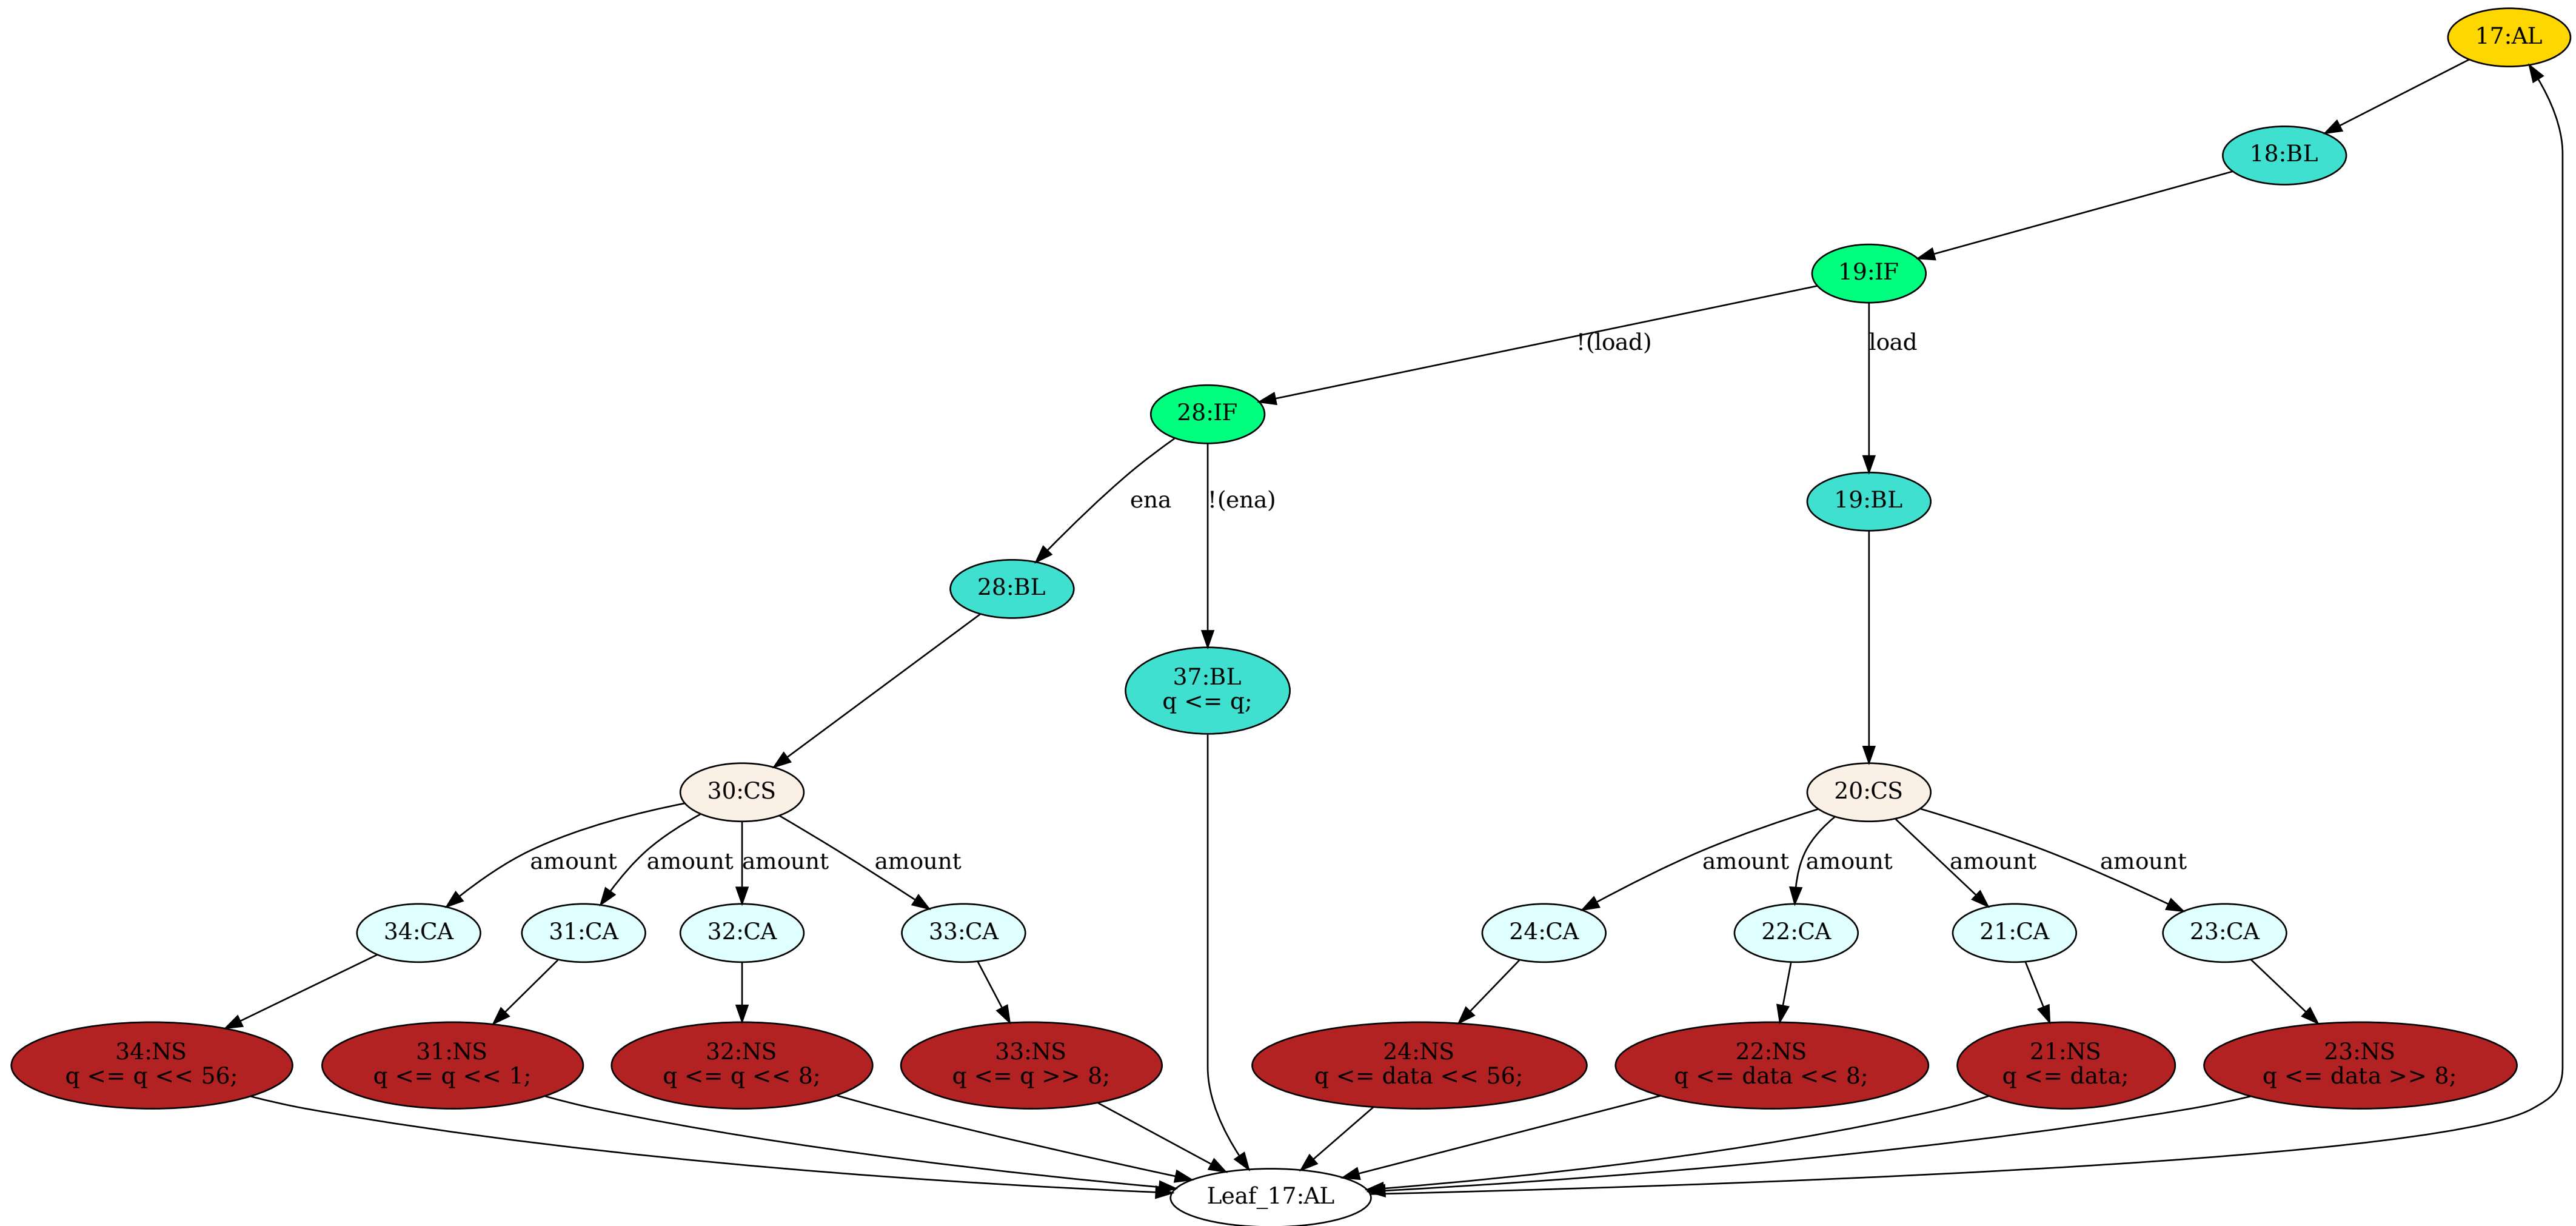 17:AL
18:BL
19:IF
!(load)
load
28:IF
ena
!(ena)
19:BL
28:BL
37:BL
q <= q;
30:CS
20:CS
amount
amount
amount
amount
amount
amount
amount
amount
34:CA
31:CA
32:CA
33:CA
24:CA
22:CA
21:CA
23:CA
34:NS
q <= q << 56;
31:NS
q <= q << 1;
32:NS
q <= q << 8;
33:NS
q <= q >> 8;
24:NS
q <= data << 56;
22:NS
q <= data << 8;
21:NS
q <= data;
23:NS
q <= data >> 8;
Leaf_17:AL